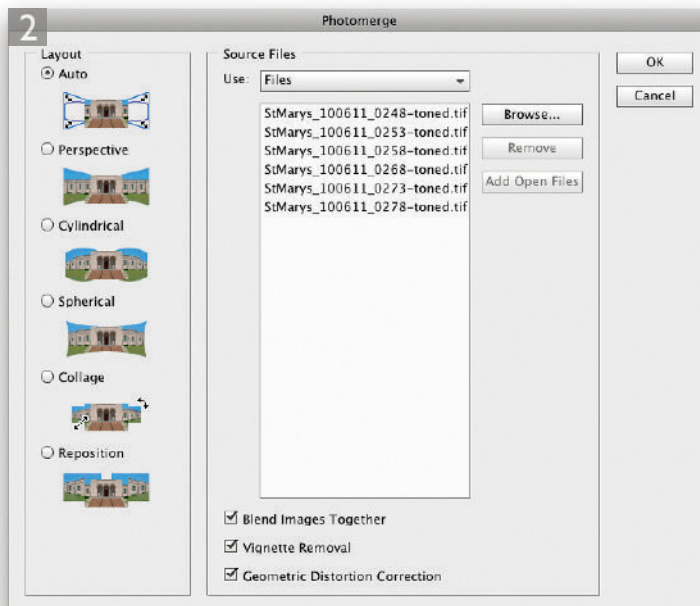 2
Photomerge
Layout
Auto
Perspective
Cylindrical
Spherical
Collage
Reposition
Source Files
Use: Files
StMarys_100611_0248-toned.tif
StMarys_100611_0253-toned.tif
StMarys_100611_0258-toned.tif
StMarys_100611_0268-toned.tif
StMarys_100611_0273-toned.tif
StMarys_100611_0278-toned.tif
Browse...
Remove
Add Open Files
Blend Images Together
Vignette Removal
Geometric Distortion Correction
OK
Cancel